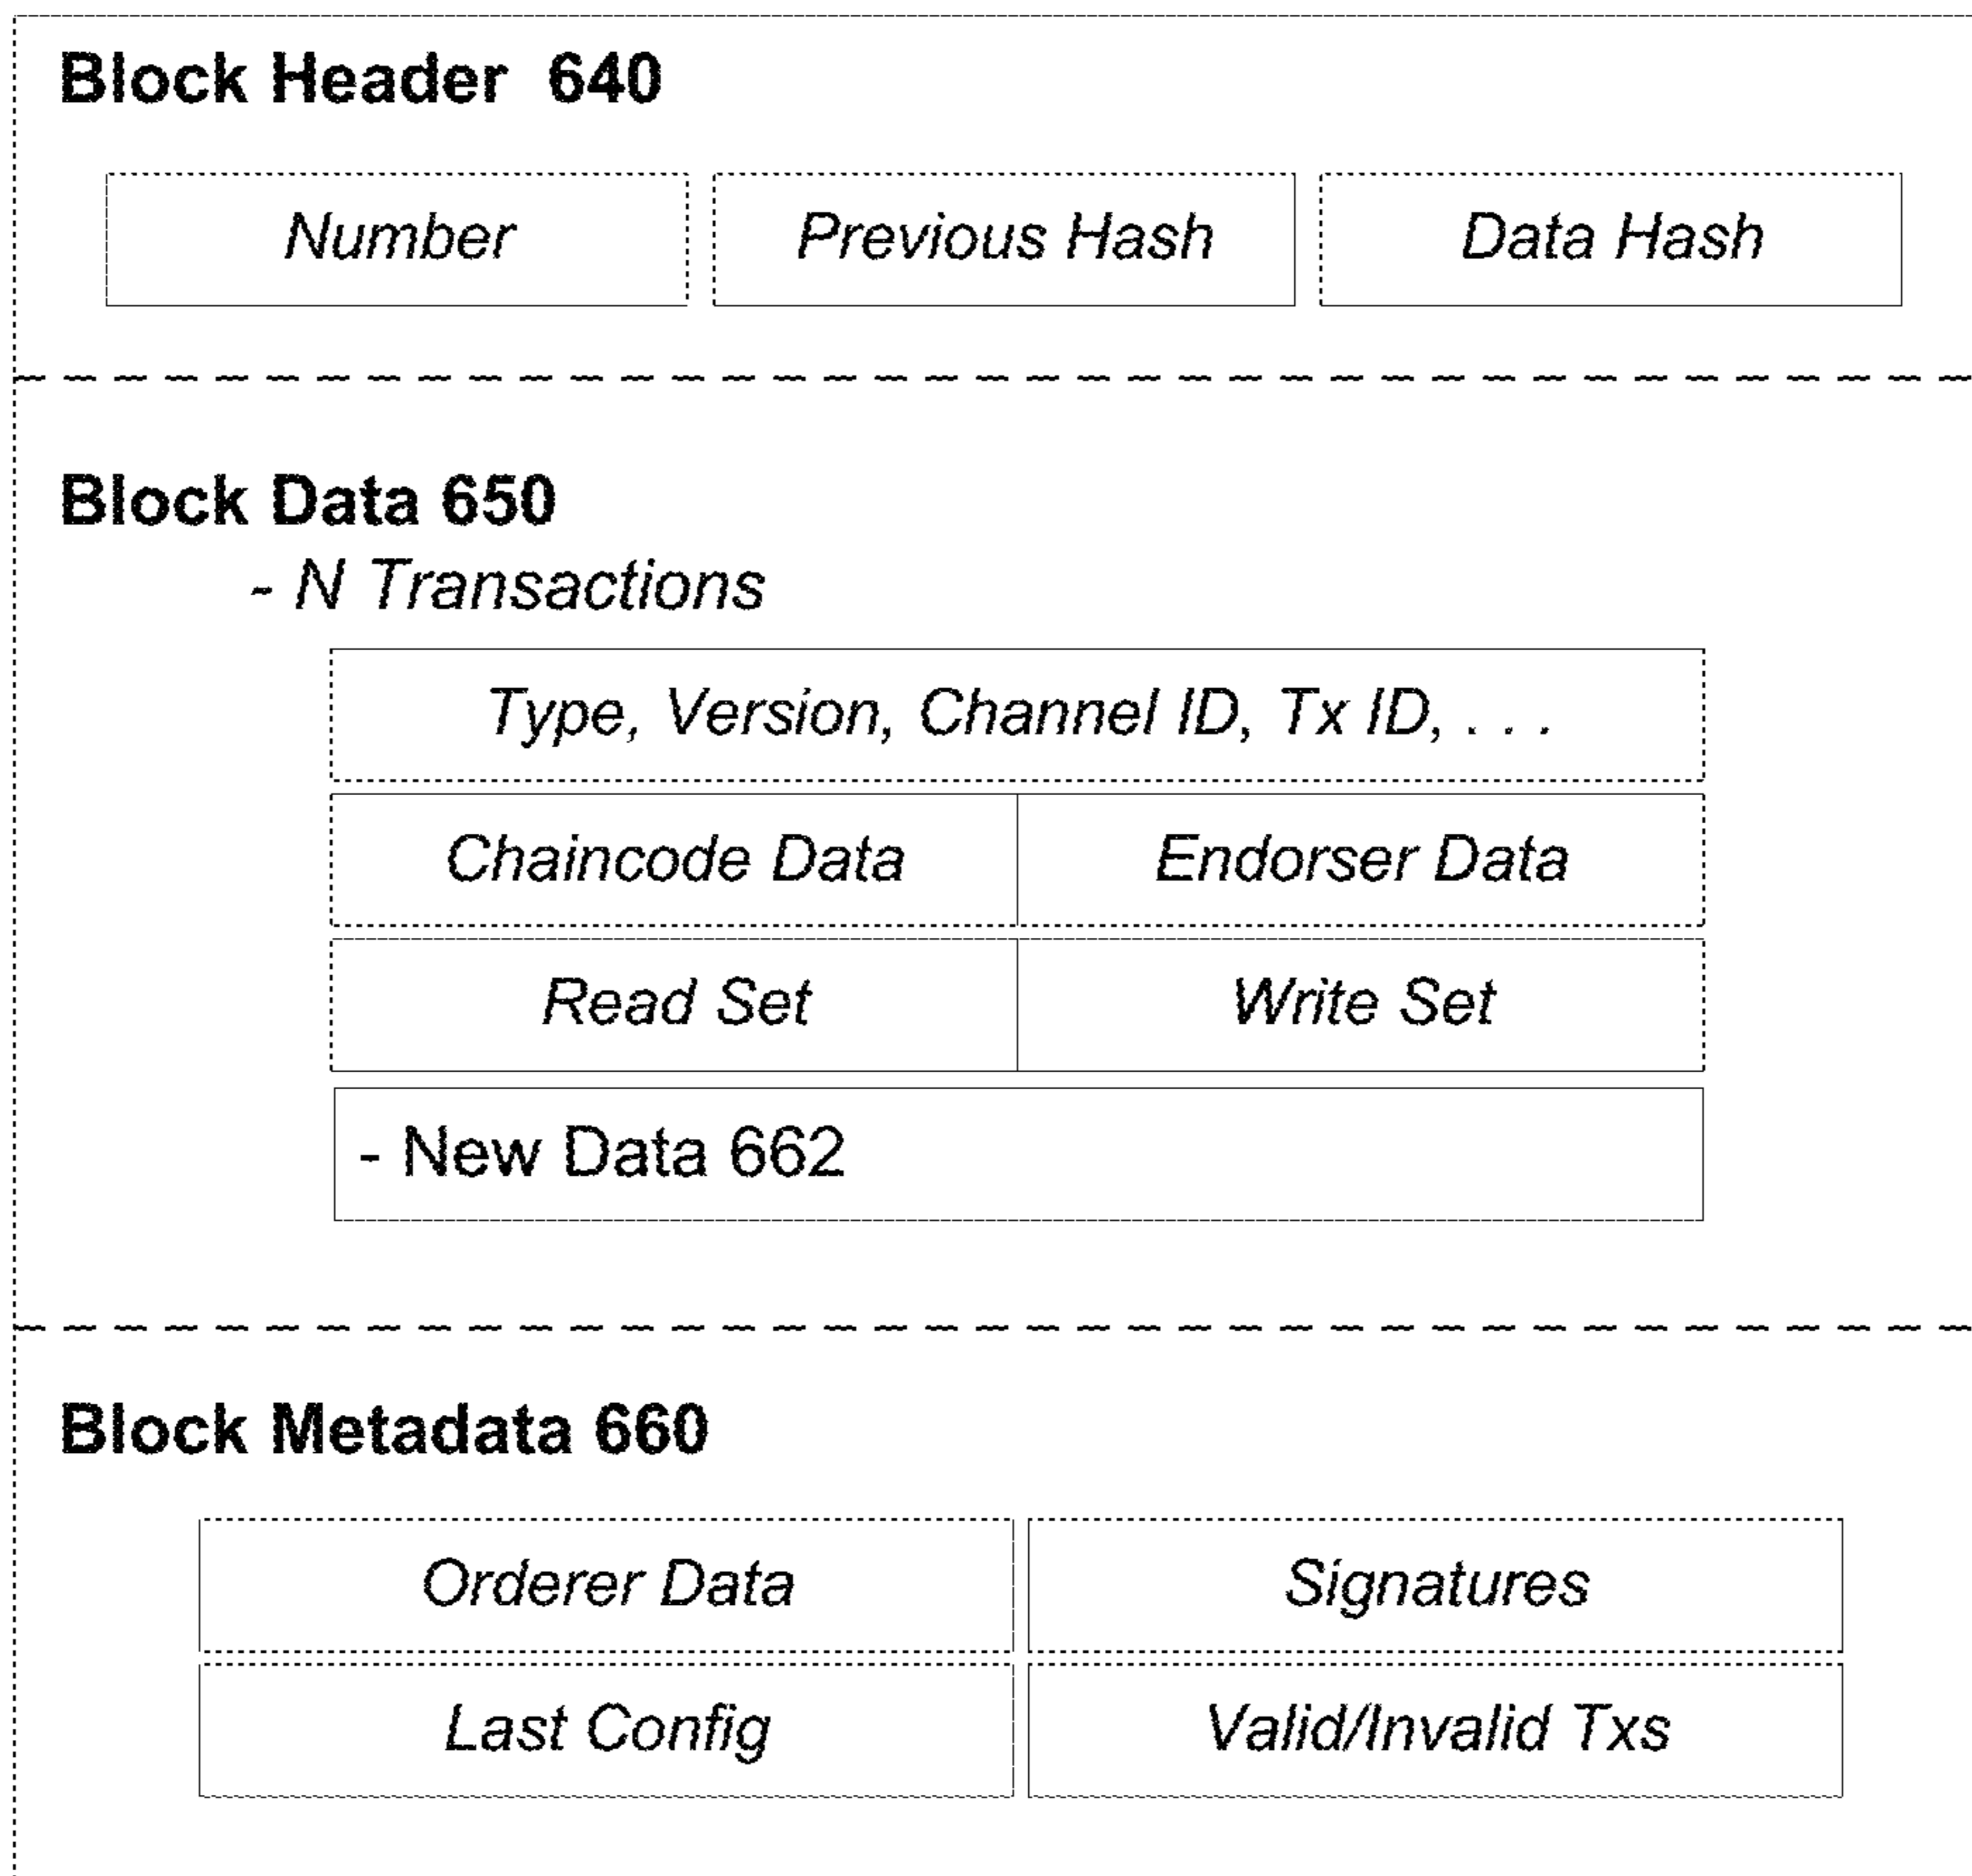 Block Header 640
Number Previous Hash Data Hash
Block Data 650
- N Transactions
Type, Version, Channel ID, Tx ID, . . .
Chaincode Data Endorser Data
Read Set Write Set
- New Data 662
Block Metadata 660
Orderer Data Signatures
Last Config Valid/Invalid Txs